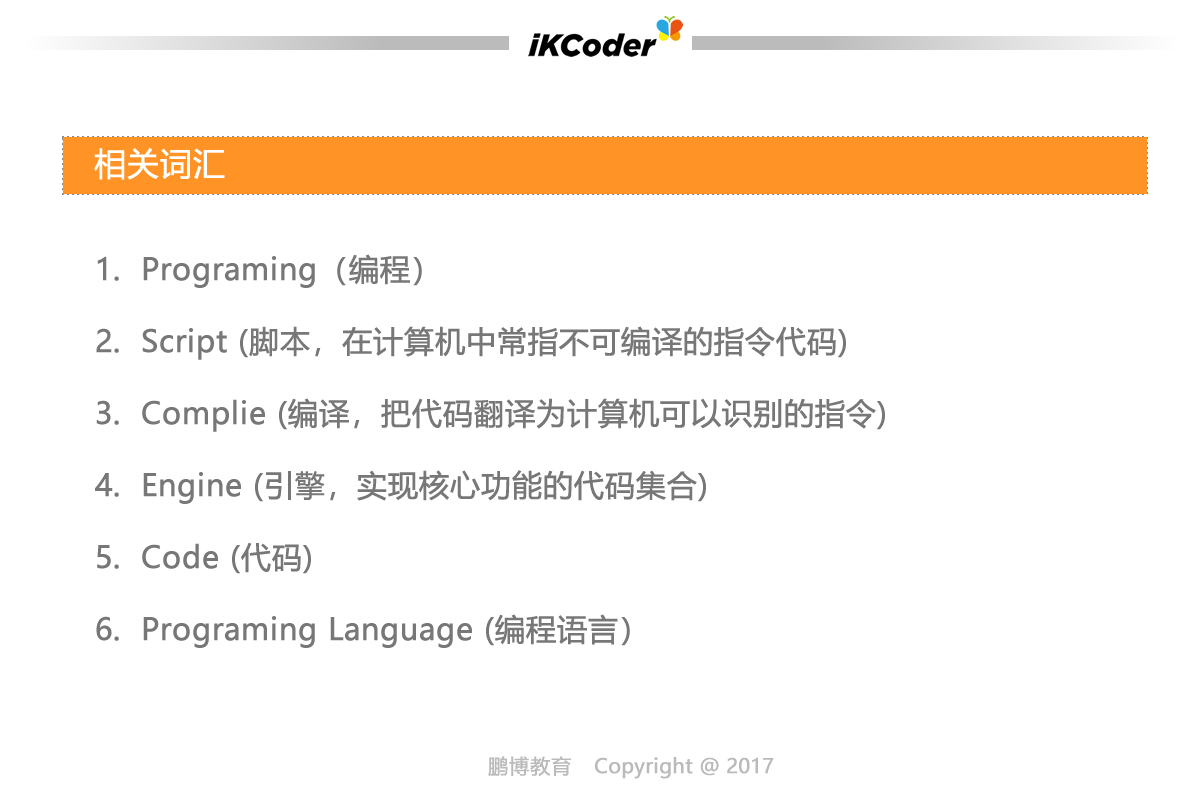 iKCoder
相关词汇
1. Programing（编程）
2. Script (脚本，在计算机中常指不可编译的指令代码)
3. Complie (编译，把代码翻译为计算机可以识别的指令)
4. Engine (引擎，实现核心功能的代码集合)
5. Code (代码)
6. Programing Language (编程语言）
鹏博教育 Copyright @ 2017